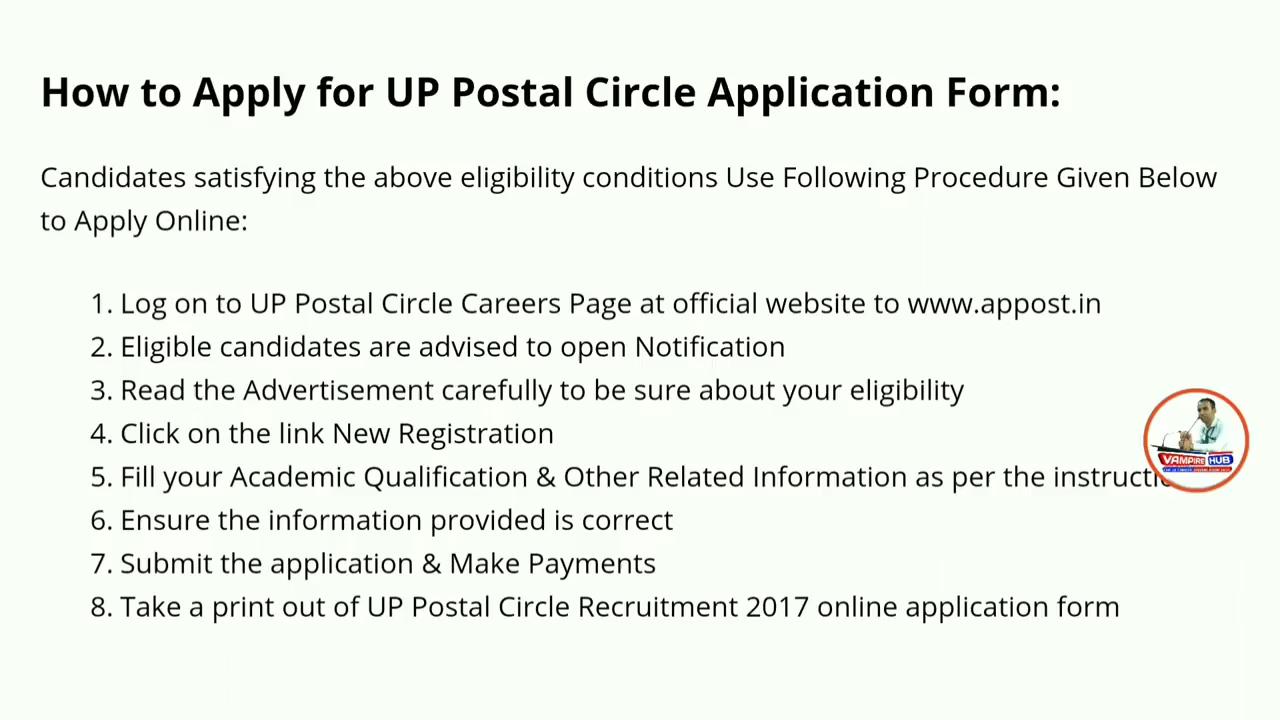 How to Apply for UP Postal Circle Application Form:
Candidates satisfying the above eligibility conditions Use Following Procedure Given Below
to Apply Online:
1. Log on to UP Postal Circle Careers Page at official website to www.appost.in
2. Eligible candidates are advised to open Notification
3. Read the Advertisement carefully to be sure about your eligibility
4. Click on the link New Registration
5. Fill your Academic Qualification & Other Related Information as per the
6. Ensure the information provided is correct
7. Submit the application & Make Payments
8. Take a print out of UP Postal Circle Recruitment 2017 online application form
VAMPIRE HUB